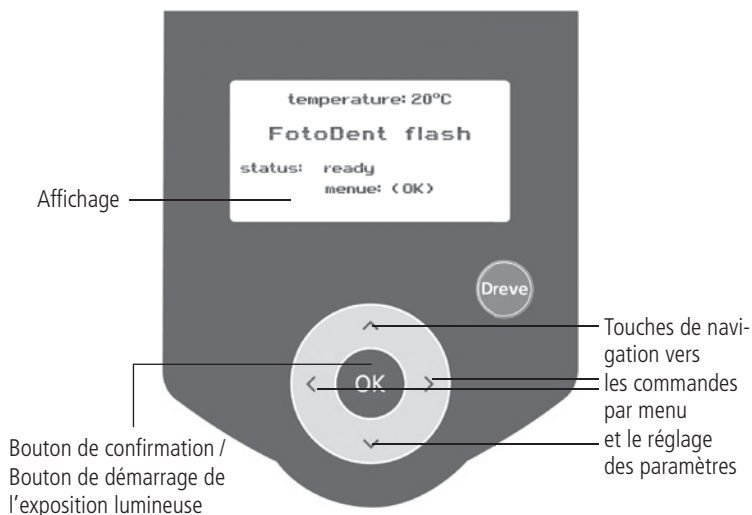 temperature: 20°C
FotoDent flash
status: ready
menue: (OK)
Affichage
Dreve
OK
Touches de navi-
gation vers
les commandes
par menu
et le réglage
des paramètres
Bouton de confirmation /
Bouton de démarrage de
l'exposition lumineuse